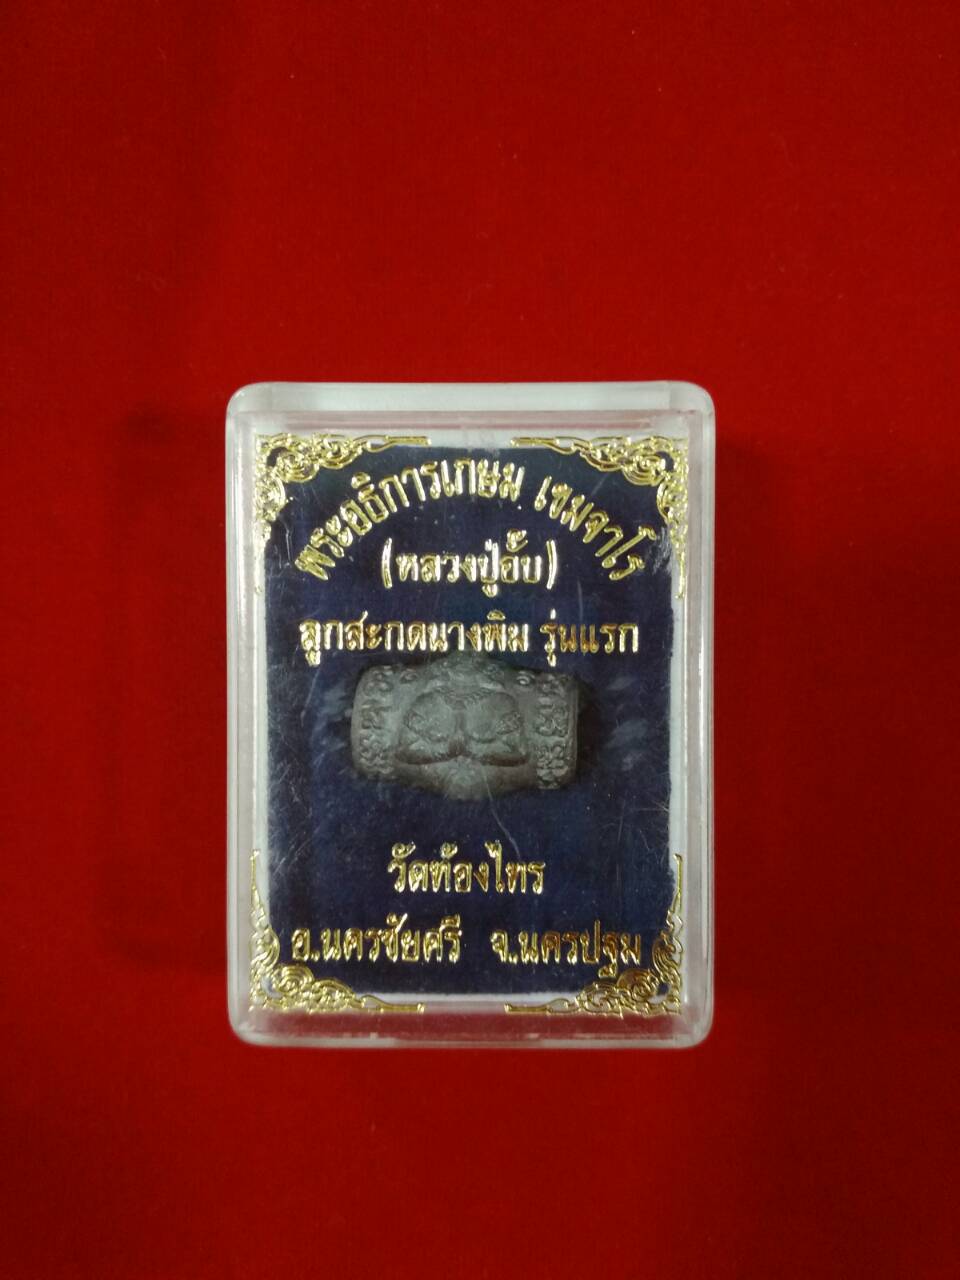 พระอธิการเกษม เขมจาโร
(หลวงปู่อั๊บ)
ลูกสะกดนางพิม รุ่นแรก
วัดท้องไทร
อ.นครชัยศรี จ.นครปฐม